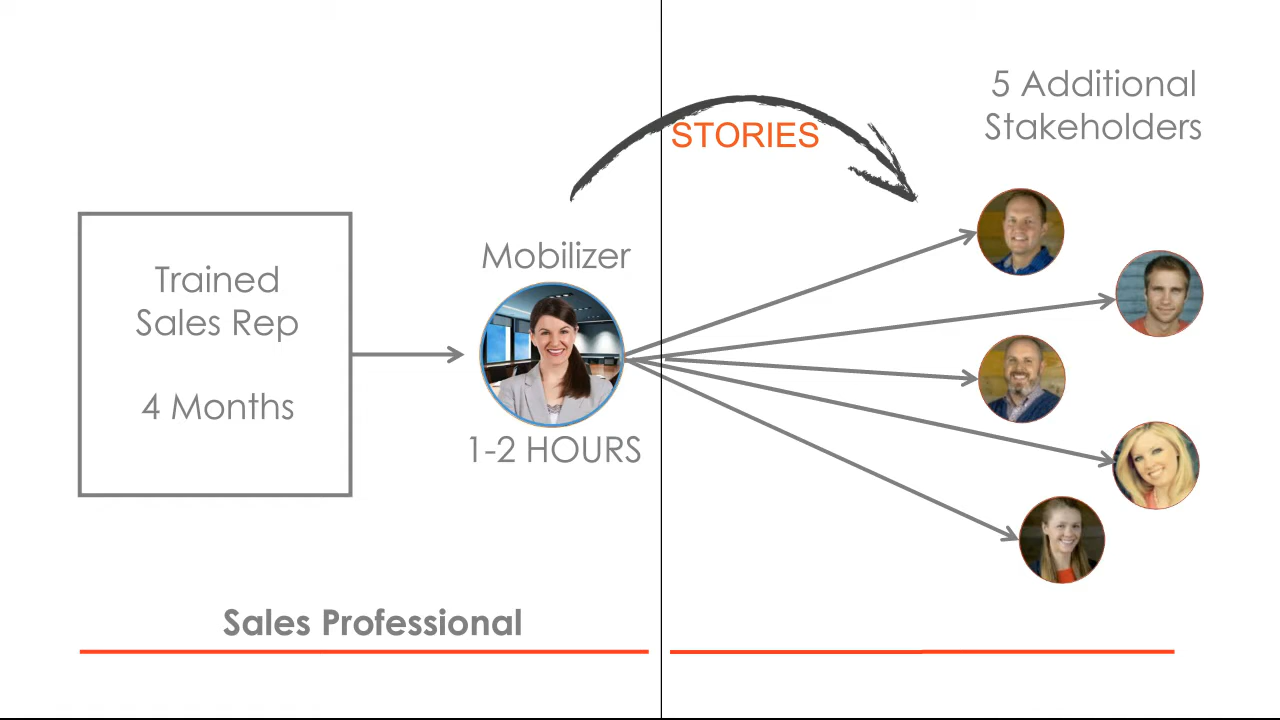 5 Additional
Stakeholders
STORIES
Mobilizer
Trained
Sales Rep
4 Months
1-2 HOURS
Sales Professional